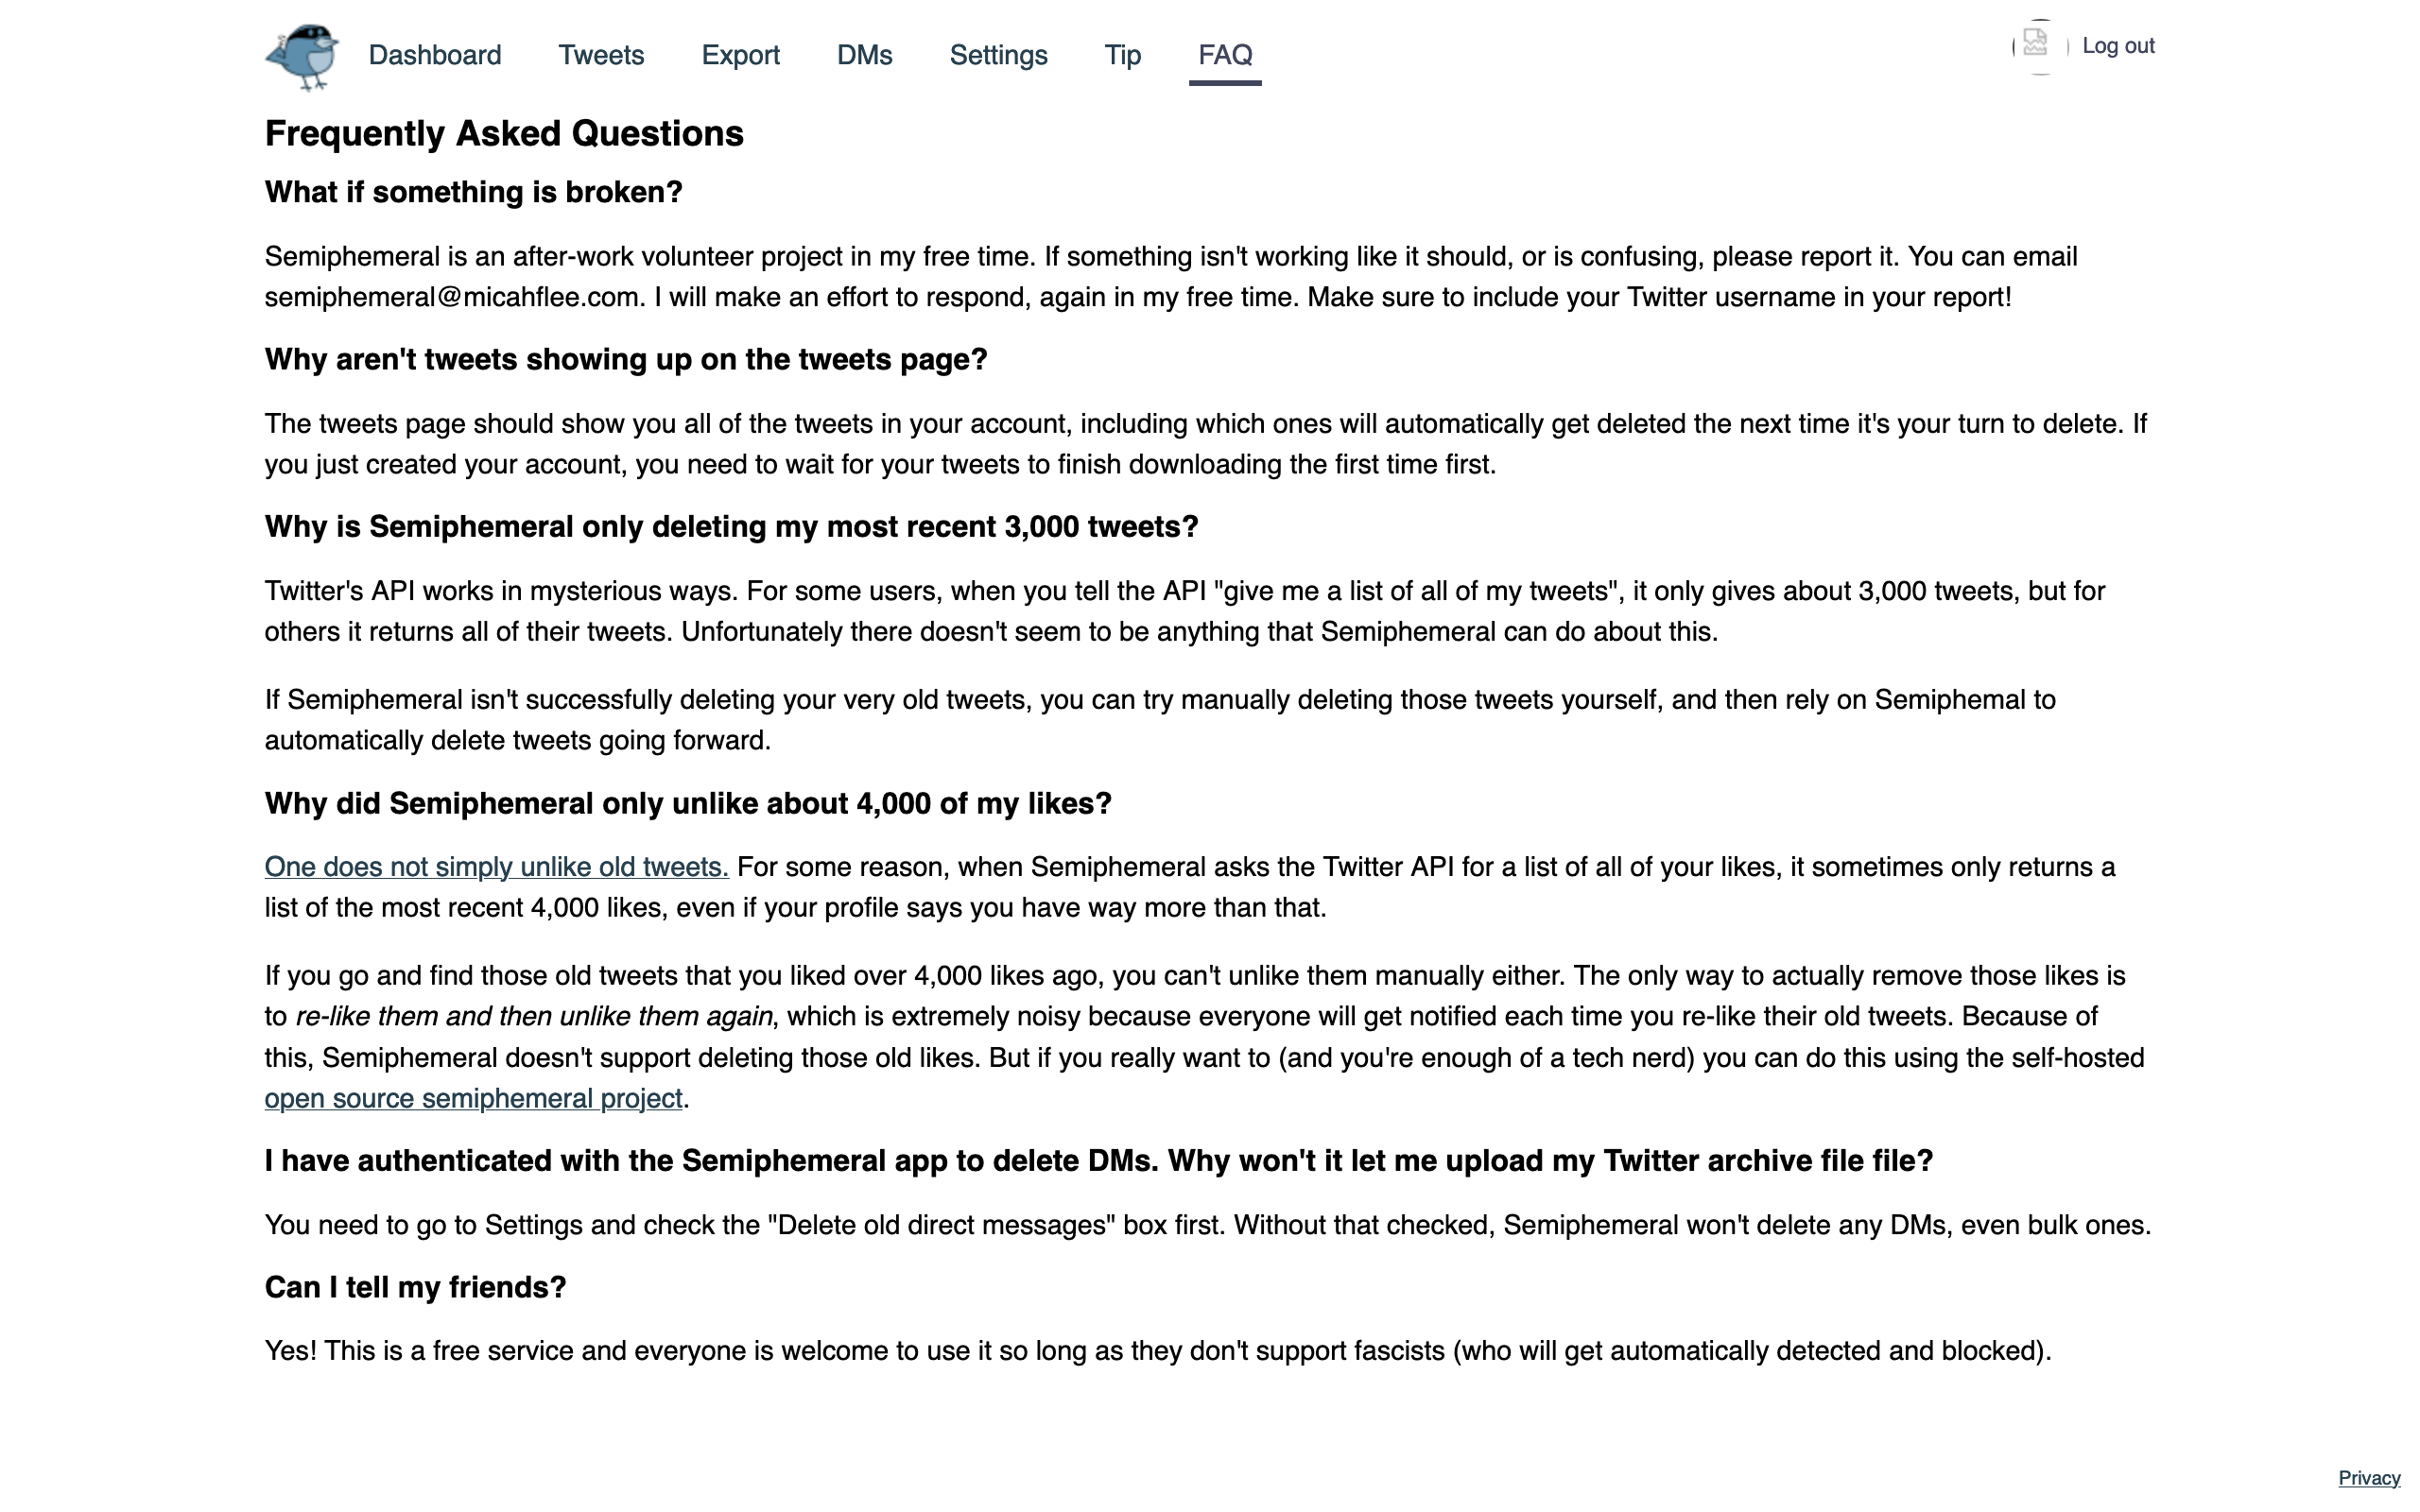 Dashboard Tweets Export DMs Settings Tip FAQ Log out
Frequently Asked Questions
What if something is broken?
Semiphemeral is an after-work volunteer project in my free time. If something isn't working like it should, or is confusing, please report it. You can email
semiphemeral@micahflee.com. I will make an effort to respond, again in my free time. Make sure to include your Twitter username in your report!
Why aren't tweets showing up on the tweets page?
The tweets page should show you all of the tweets in your account, including which ones will automatically get deleted the next time it's your turn to delete. If
you just created your account, you need to wait for your tweets to finish downloading the first time first.
Why is Semiphemeral only deleting my most recent 3,000 tweets?
Twitter's API works in mysterious ways. For some users, when you tell the API "give me a list of all of my tweets", it only gives about 3,000 tweets, but for
others it returns all of their tweets. Unfortunately there doesn't seem to be anything that Semiphemeral can do about this.
If Semiphemeral isn't successfully deleting your very old tweets, you can try manually deleting those tweets yourself, and then rely on Semiphemal to
automatically delete tweets going forward.
Why did Semiphemeral only unlike about 4,000 of my likes?
One does not simply unlike old tweets. For some reason, when Semiphemeral asks the Twitter API for a list of all of your likes, it sometimes only returns a
list of the most recent 4,000 likes, even if your profile says you have way more than that.
If you go and find those old tweets that you liked over 4,000 likes ago, you can't unlike them manually either. The only way to actually remove those likes is
to re-like them and then unlike them again, which is extremely noisy because everyone will get notified each time you re-like their old tweets. Because of
this, Semiphemeral doesn't support deleting those old likes. But if you really want to (and you're enough of a tech nerd) you can do this using the self-hosted
open source semiphemeral project.
I have authenticated with the Semiphemeral app to delete DMs. Why won't it let me upload my Twitter archive file file?
You need to go to Settings and check the "Delete old direct messages" box first. Without that checked, Semiphemeral won't delete any DMs, even bulk ones.
Can I tell my friends?
Yes! This is a free service and everyone is welcome to use it so long as they don't support fascists (who will get automatically detected and blocked).
Privacy